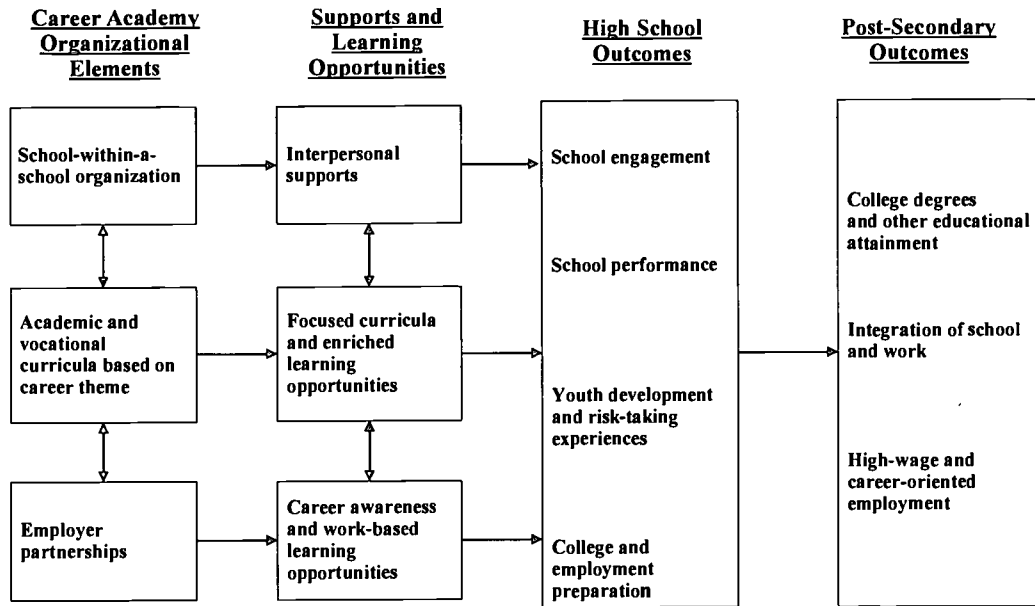 Career Academy
Organizational
Elements
Supports and
Learning
Opportunities
High School
Outcomes
Post-Secondary
Outcomes
School-within-a-
school organization
Interpersonal
supports
School engagement
School performance
Academic and
vocational
curricula based on
career theme
Focused curricula
and enriched
learning
opportunities
Youth development
and risk-taking
experiences
Employer
partnerships
Career awareness
and work-based
learning
opportunities
College and
employment
preparation
College degrees
and other educational
attainment
Integration of school
and work
High-wage and
career-oriented
employment